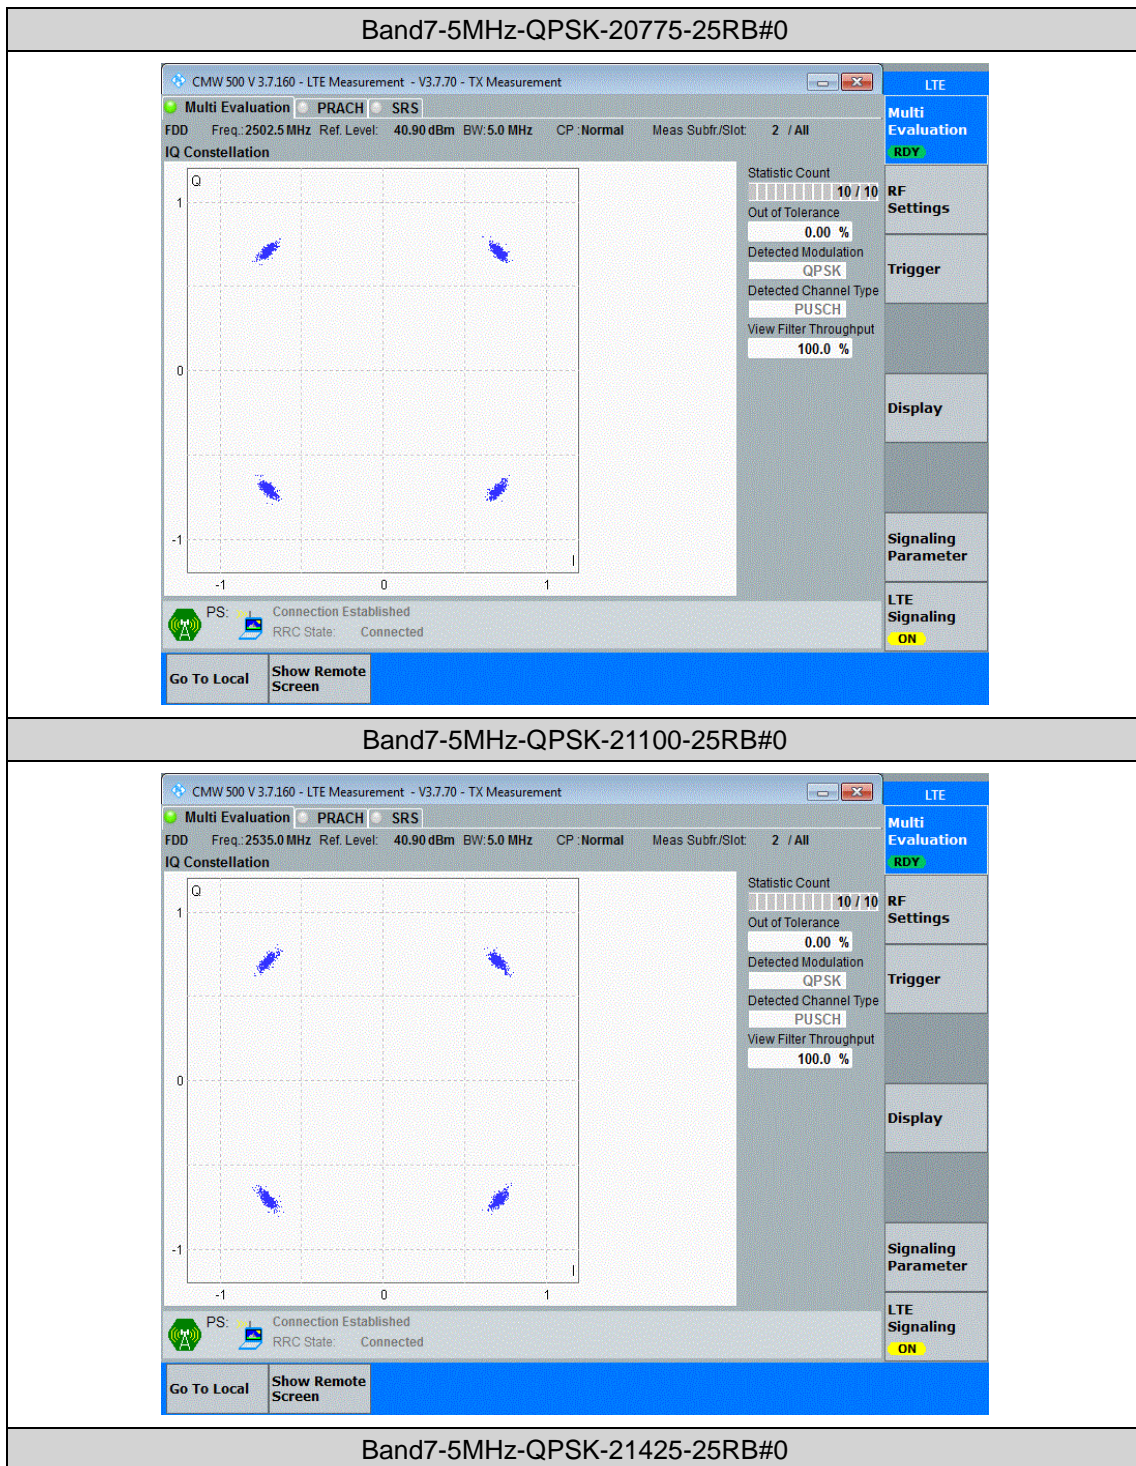 Band7-5MHz-QPSK-20775-25RB#0
CMW 500 V 3.7.160 - LTE Measurement - V3.7.70 - TX Measurement
LTE
Multi Evaluation PRACH SRS
Multi
Evaluation
RDY
FDD Freq.: 2502.5 MHz Ref. Level: 40.90 dBm BW: 5.0 MHz CP : Normal Meas Subfr./Slot: 2 / All
IQ Constellation
Q
1
0
-1
I
-1 0 1
Statistic Count
10 / 10
Out of Tolerance
0.00 %
Detected Modulation
QPSK
Detected Channel Type
PUSCH
View Filter Throughput
100.0 %
RF
Settings
Trigger
Display
Signaling
Parameter
LTE
Signaling
ON
PS: Connection Established
RRC State: Connected
Go To Local
Show Remote
Screen
Band7-5MHz-QPSK-21100-25RB#0
CMW 500 V 3.7.160 - LTE Measurement - V3.7.70 - TX Measurement
LTE
Multi Evaluation PRACH SRS
Multi
Evaluation
RDY
FDD Freq.: 2535.0 MHz Ref. Level: 40.90 dBm BW: 5.0 MHz CP : Normal Meas Subfr./Slot: 2 / All
IQ Constellation
Q
1
0
-1
I
-1 0 1
Statistic Count
10 / 10
Out of Tolerance
0.00 %
Detected Modulation
QPSK
Detected Channel Type
PUSCH
View Filter Throughput
100.0 %
RF
Settings
Trigger
Display
Signaling
Parameter
LTE
Signaling
ON
PS: Connection Established
RRC State: Connected
Go To Local
Show Remote
Screen
Band7-5MHz-QPSK-21425-25RB#0